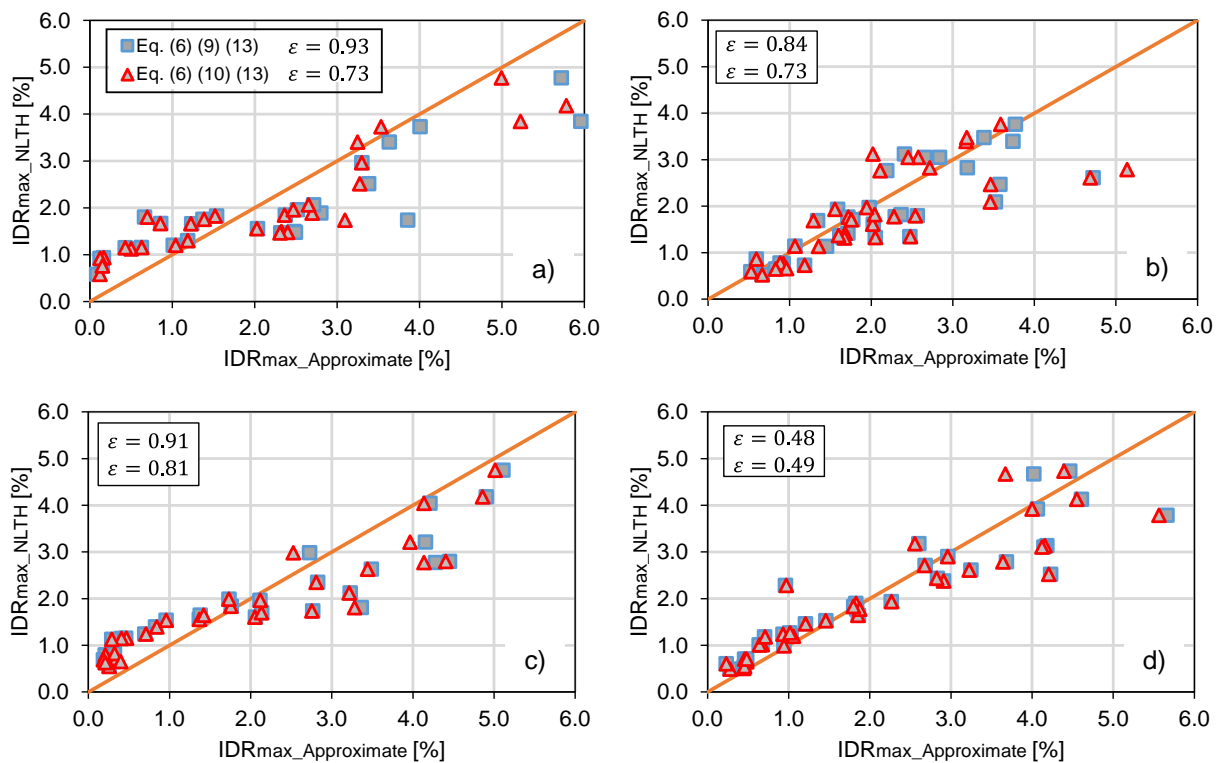 6.0
5.0
4.0
3.0
2.0
1.0
0.0
IDRmax_NLTH [%]
Eq. (6) (9) (13) ε = 0.93
Eq. (6) (10) (13) ε = 0.73
a)
0.0 1.0 2.0 3.0 4.0 5.0 6.0
IDRmax_Approximate [%]
6.0
5.0
4.0
3.0
2.0
1.0
0.0
IDRmax_NLTH [%]
ε = 0.84
ε = 0.73
b)
0.0 1.0 2.0 3.0 4.0 5.0 6.0
IDRmax_Approximate [%]
6.0
5.0
4.0
3.0
2.0
1.0
0.0
IDRmax_NLTH [%]
ε = 0.91
ε = 0.81
c)
0.0 1.0 2.0 3.0 4.0 5.0 6.0
IDRmax_Approximate [%]
6.0
5.0
4.0
3.0
2.0
1.0
0.0
IDRmax_NLTH [%]
ε = 0.48
ε = 0.49
d)
0.0 1.0 2.0 3.0 4.0 5.0 6.0
IDRmax_Approximate [%]